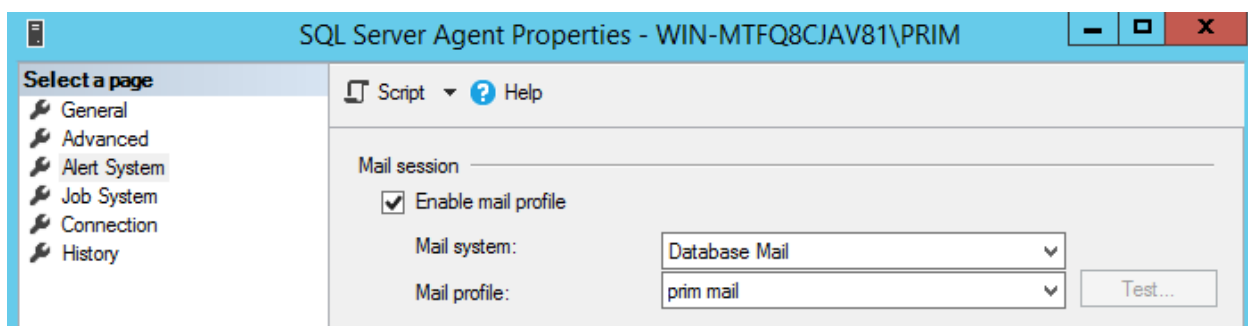 SQL Server Agent Properties - WIN-MTFQ8CJAV81\PRIM
Select a page
General
Advanced
Alert System
Job System
Connection
History
Script
Help
Mail session
Enable mail profile
Mail system: Database Mail
Mail profile: prim mail Test...